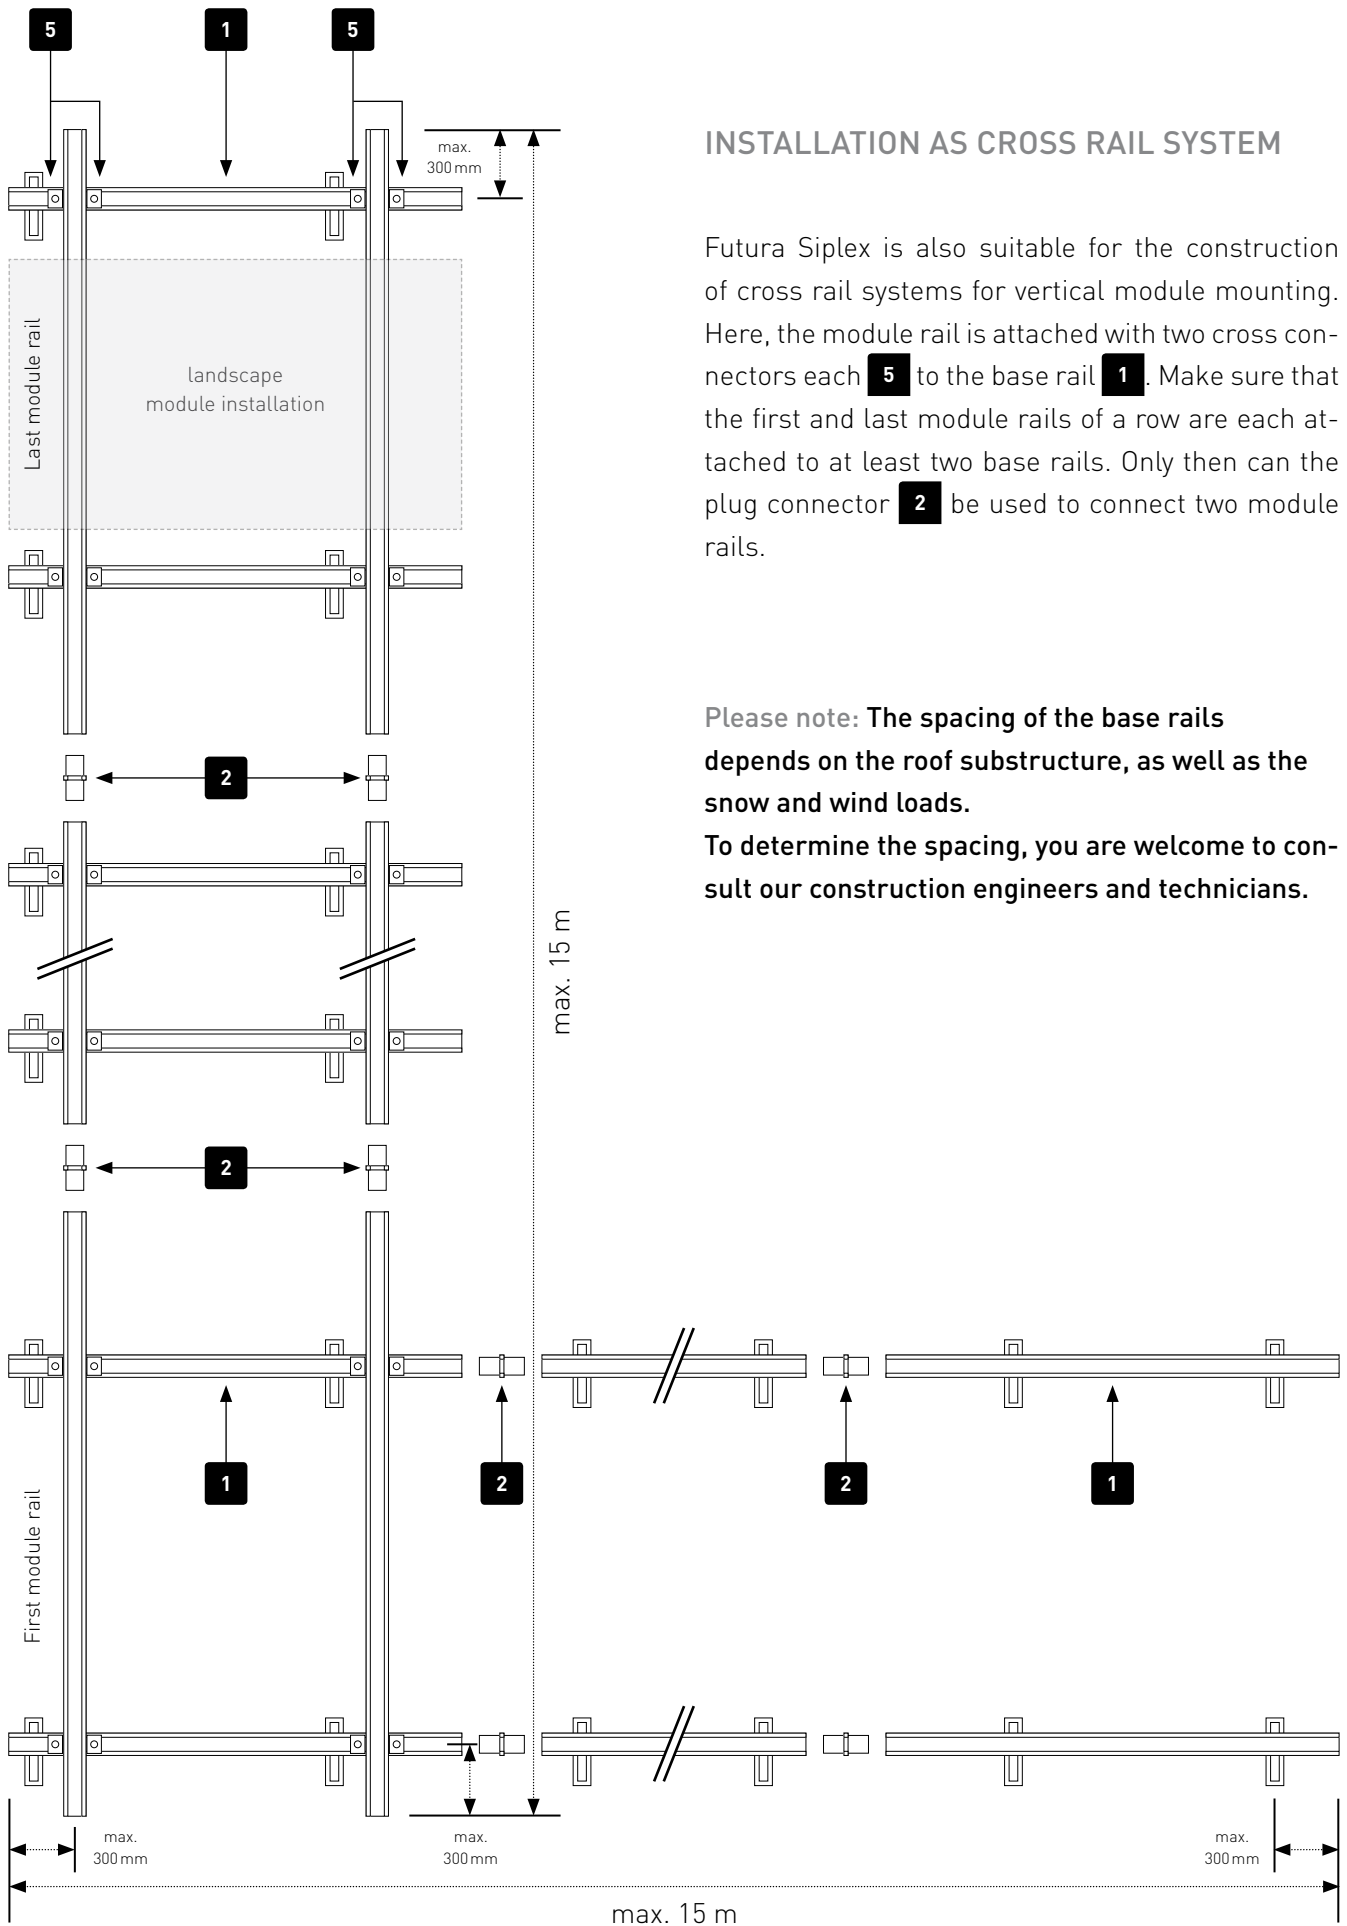 5
1
5
max.
300 mm
INSTALLATION AS CROSS RAIL SYSTEM
Futura Siplex is also suitable for the construction
of cross rail systems for vertical module mounting.
Here, the module rail is attached with two cross con-
nectors each 5 to the base rail 1 . Make sure that
the first and last module rails of a row are each at-
tached to at least two base rails. Only then can the
plug connector 2 be used to connect two module
rails.
Last module rail
landscape
module installation
Please note: The spacing of the base rails
depends on the roof substructure, as well as the
snow and wind loads.
To determine the spacing, you are welcome to con-
sult our construction engineers and technicians.
2
max. 15 m
2
1
2
2
1
First module rail
max.
300 mm
max.
300 mm
max.
300 mm
max. 15 m